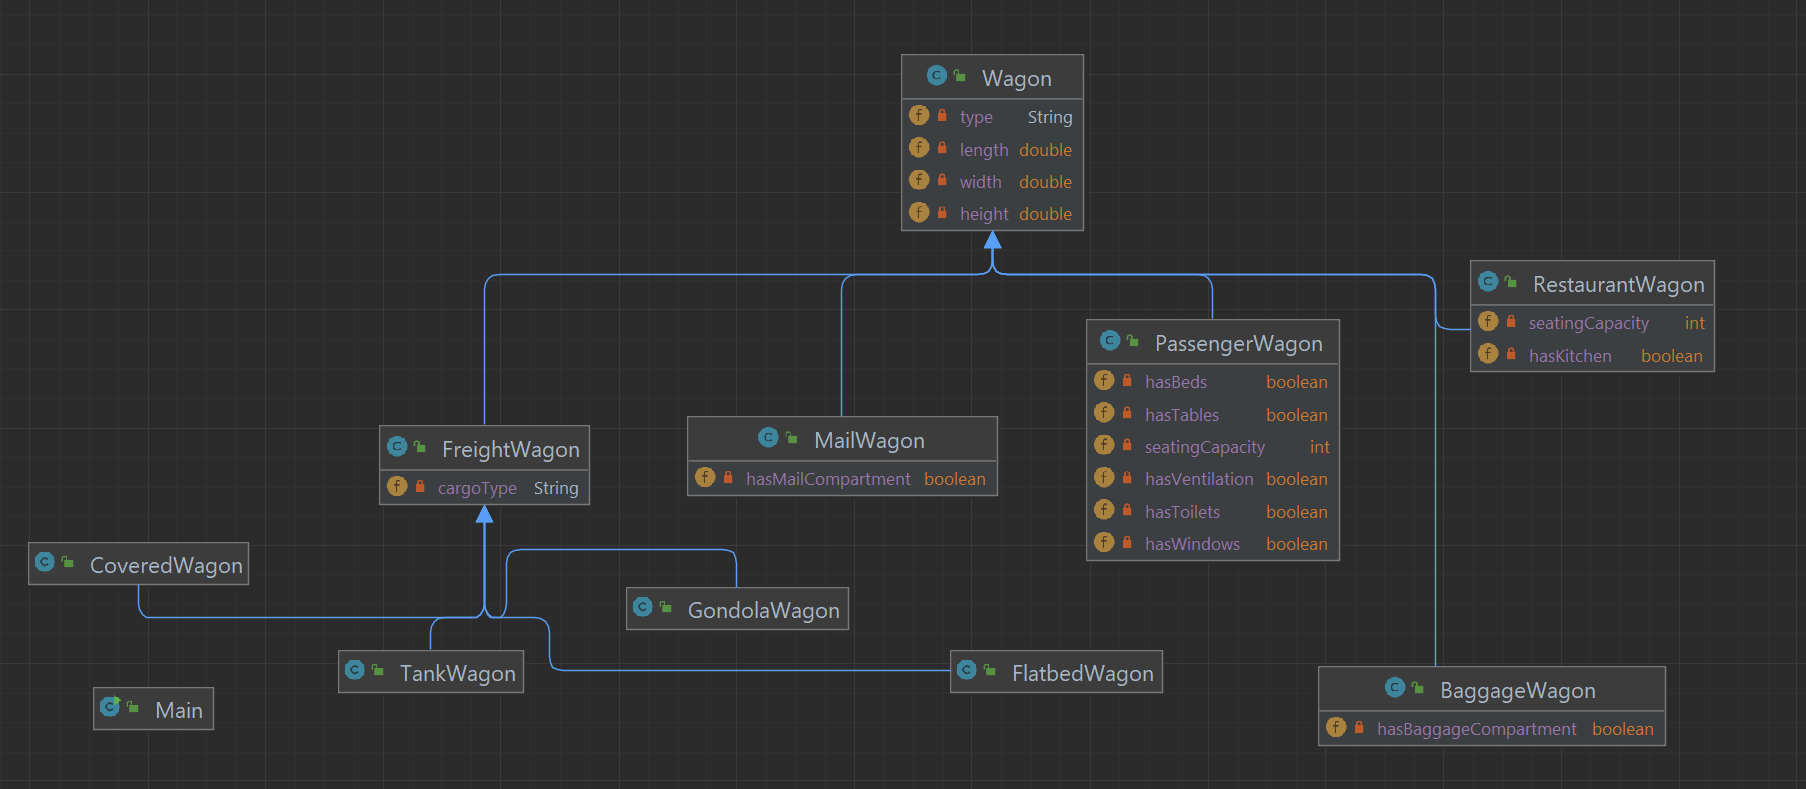 Wagon
type String
length double
width double
height double
RestaurantWagon
seatingCapacity int
hasKitchen boolean
PassengerWagon
hasBeds boolean
hasTables boolean
seatingCapacity int
hasVentilation boolean
hasToilets boolean
hasWindows boolean
MailWagon
hasMailCompartment boolean
FreightWagon
cargoType String
CoveredWagon
GondolaWagon
TankWagon
FlatbedWagon
BaggageWagon
hasBaggageCompartment boolean
Main